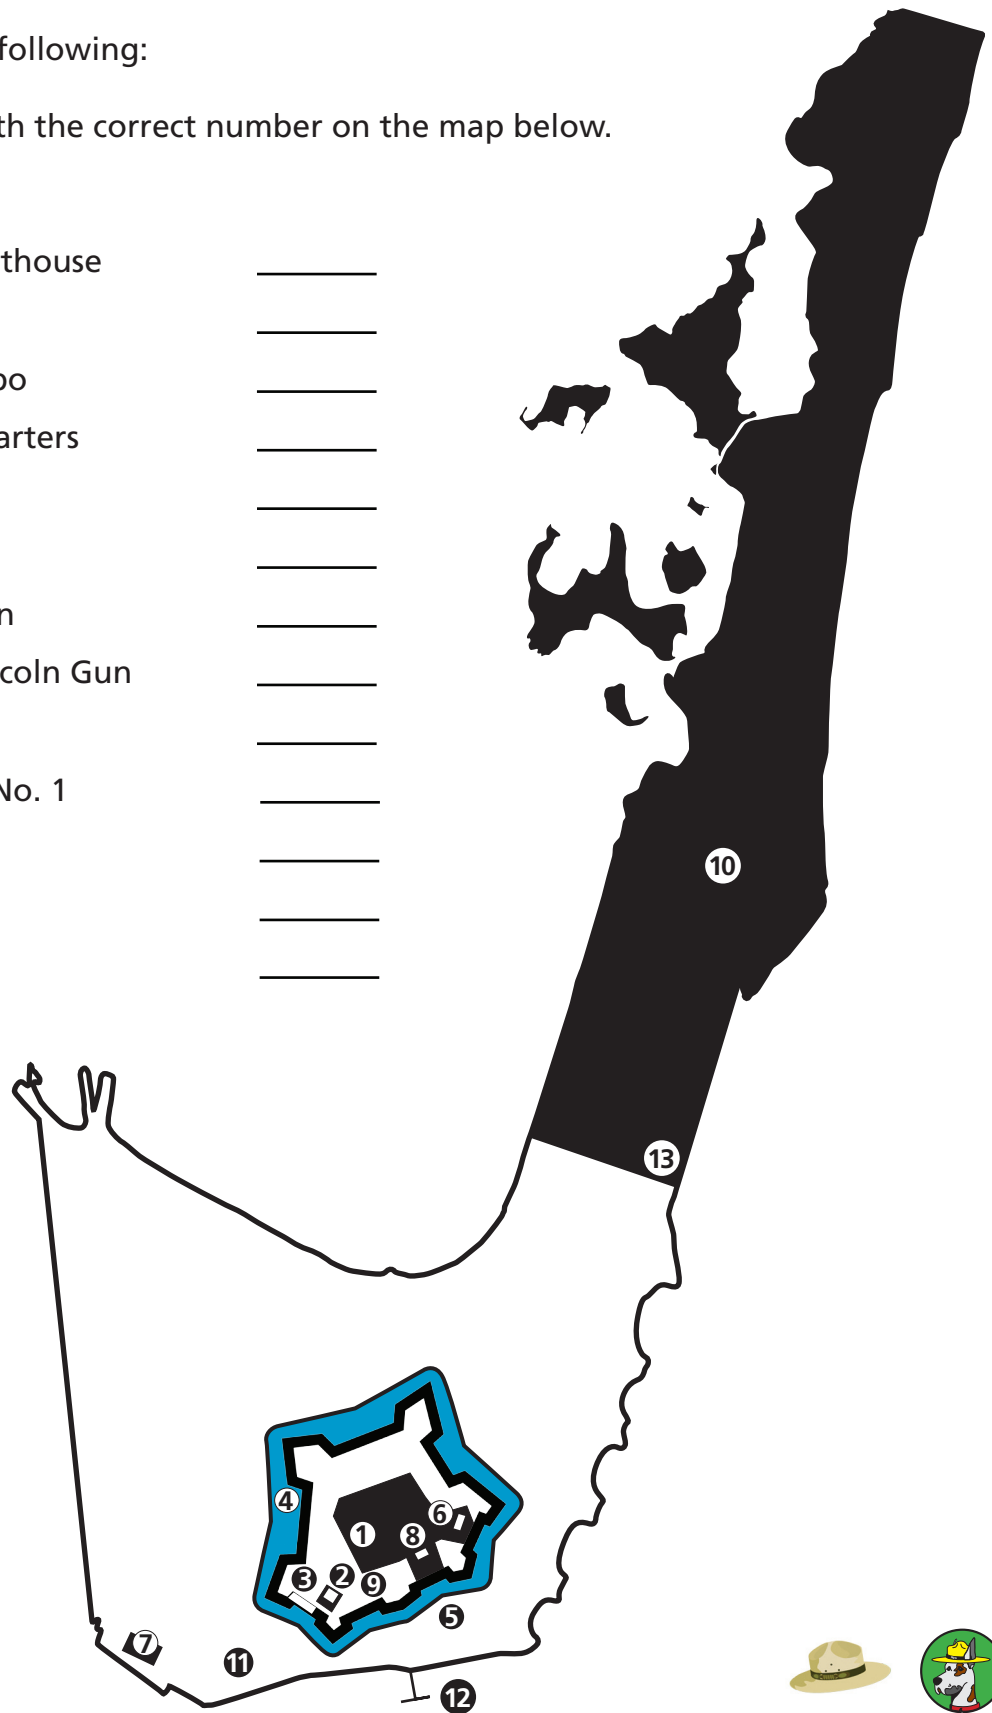 following:
th the correct number on the map below.
thouse
oo
arters
n
coln Gun
No. 1
10
13
4
6
1
8
3
2
9
5
7
11
12